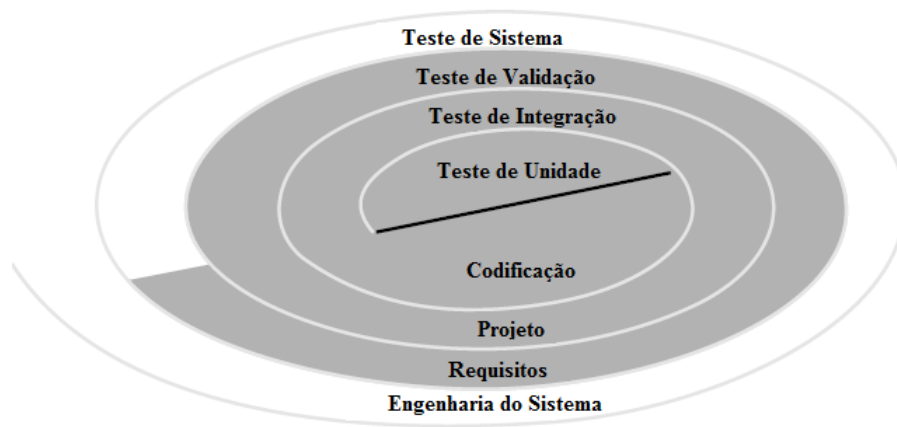 Teste de Sistema
Teste de Validação
Teste de Integração
Teste de Unidade
Codificação
Projeto
Requisitos
Engenharia do Sistema